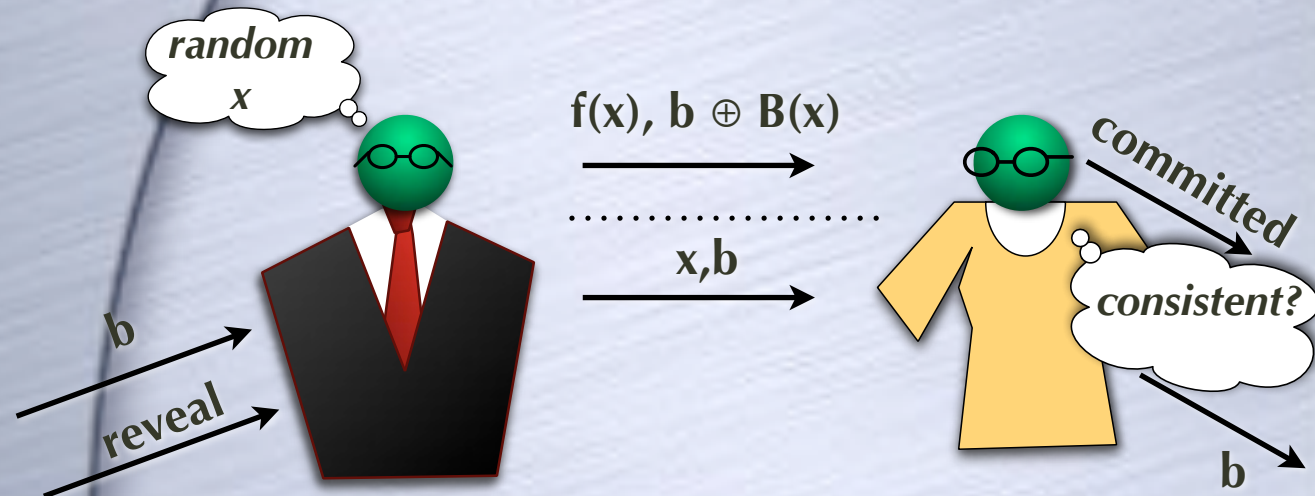 random
x
f(x), b ⊕ B(x)
committed
x,b
consistent?
b
reveal
b